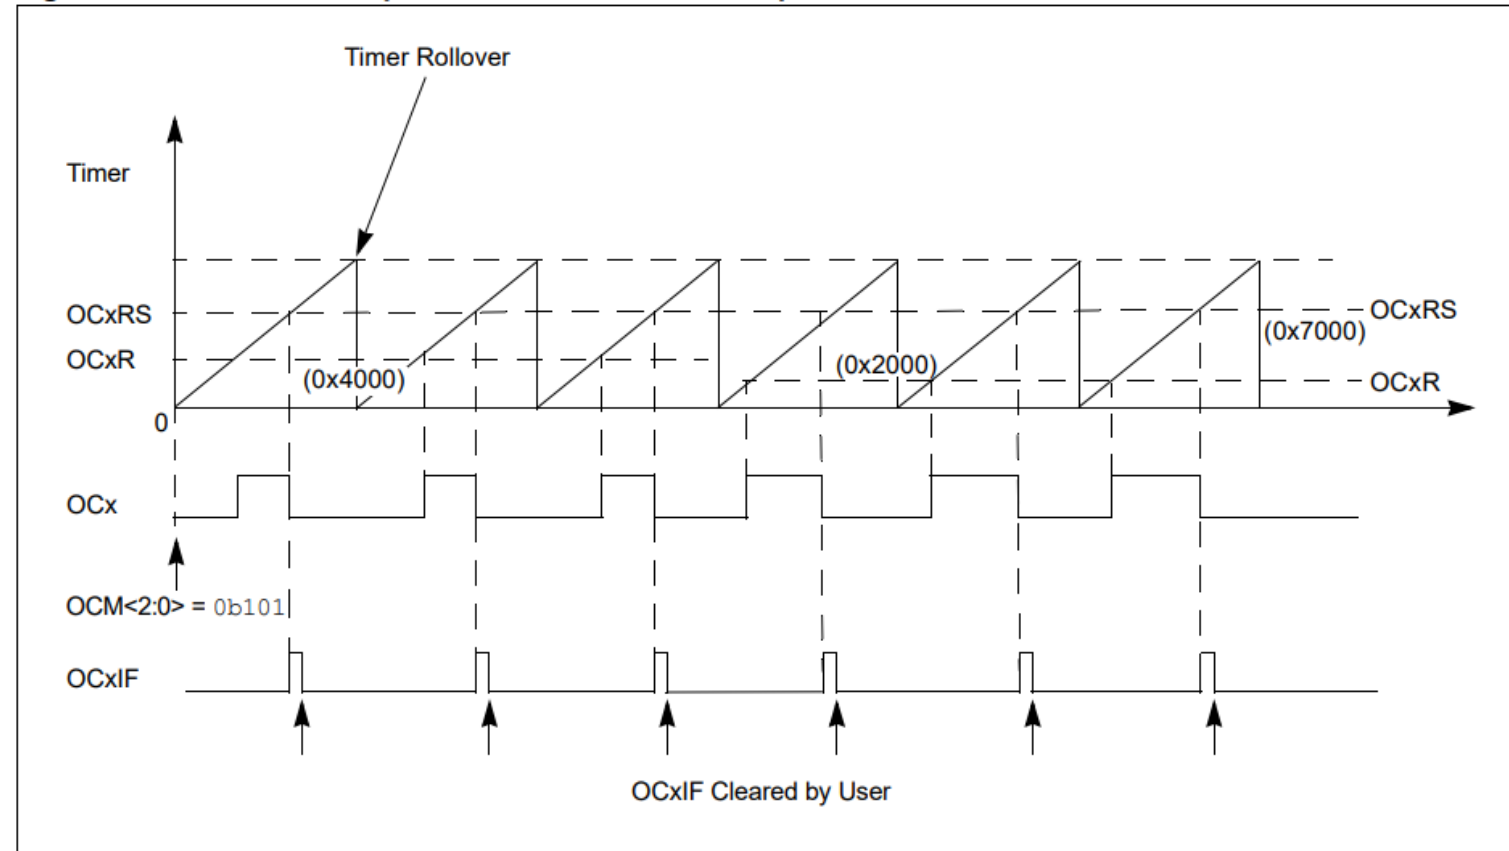 Timer Rollover
Timer
OCxRS
OCxRS
(0x7000)
OCxR
(0x4000)
(0x2000)
OCxR
0
OCx
OCM<2:0> = 0b101
OCxIF
OCxIF Cleared by User